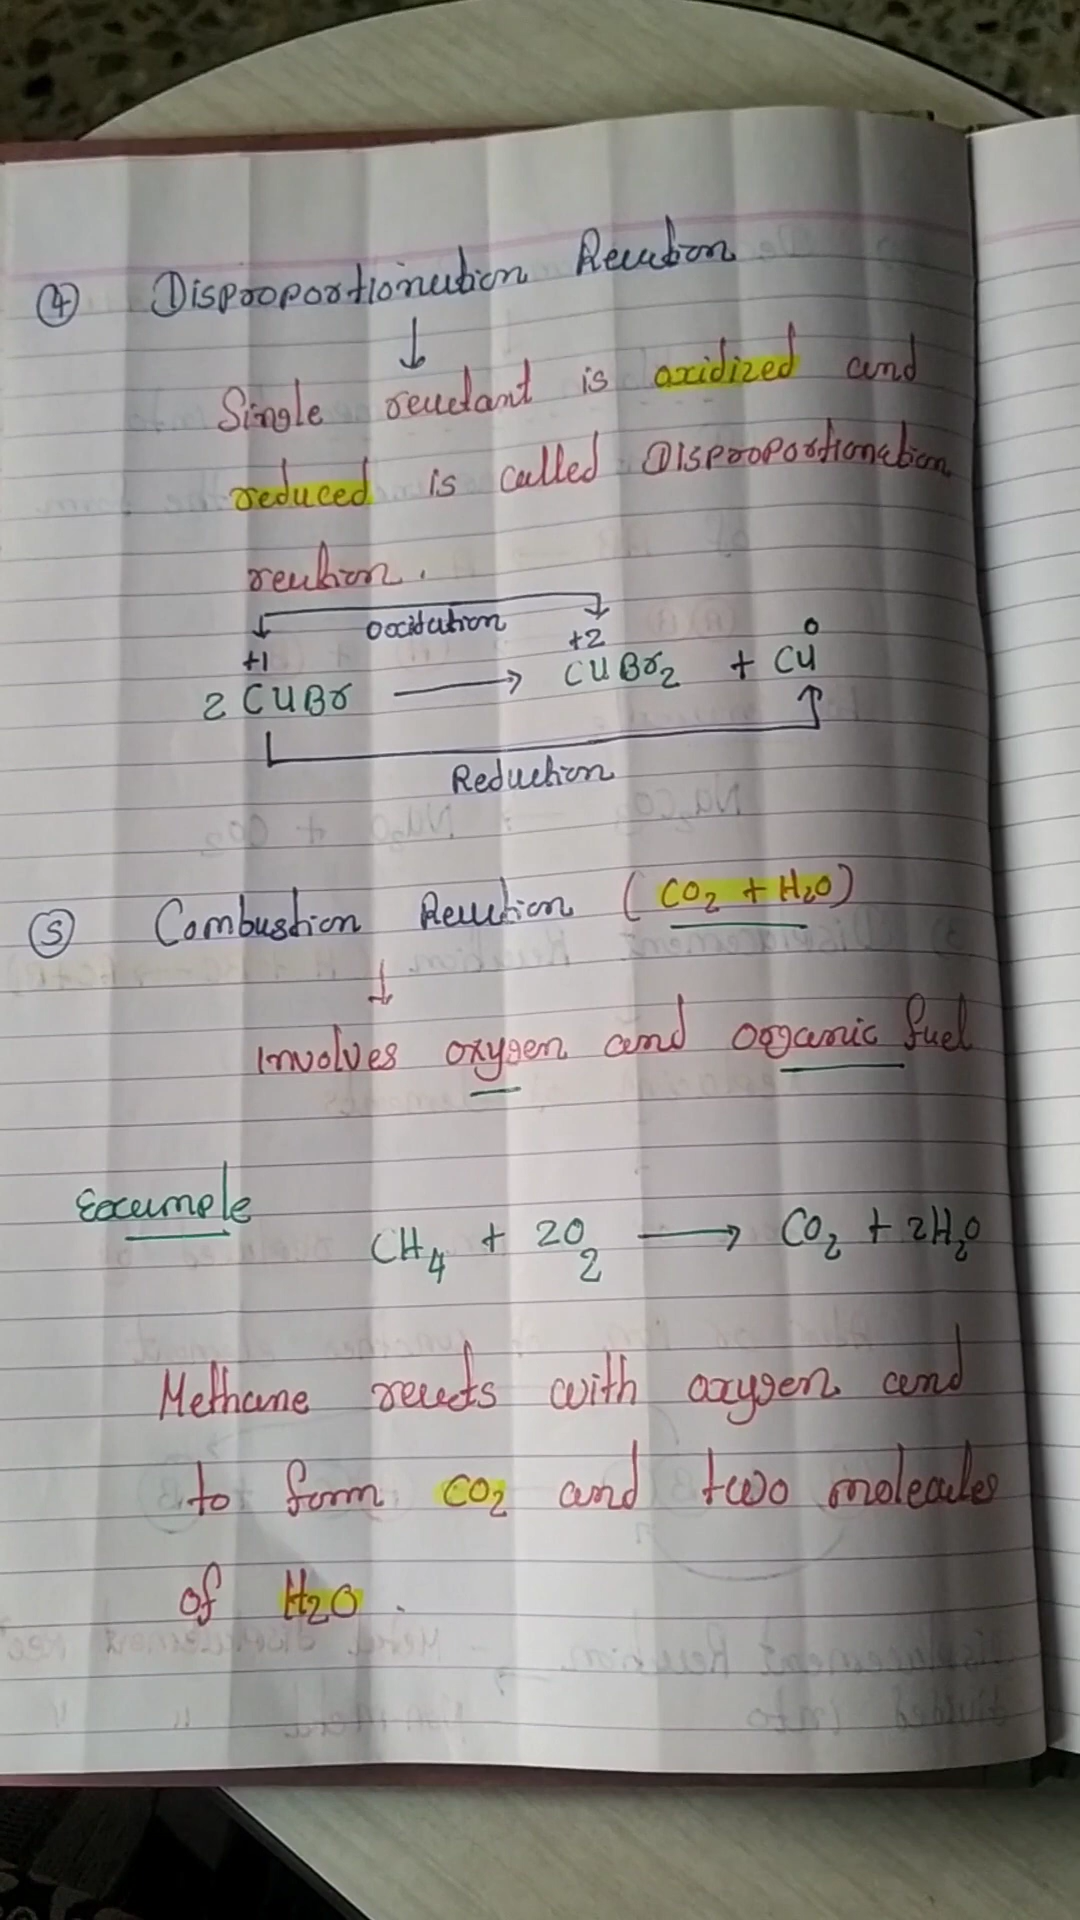 ④ Disproportionation Reaction
↓
Single reactant is oxidized and
reduced is called Disproportionation
reaction.
oxidation
+1 +2 0
2 CUBr → CUBr₂ + CU
Reduction
⑤ Combustion Reaction (CO₂ + H₂O)
↓
Involves oxygen and organic fuel
Example
CH₄ + 2O₂ → CO₂ + 2H₂O
Methane reacts with oxygen and
to form CO₂ and two molecules
of H₂O.